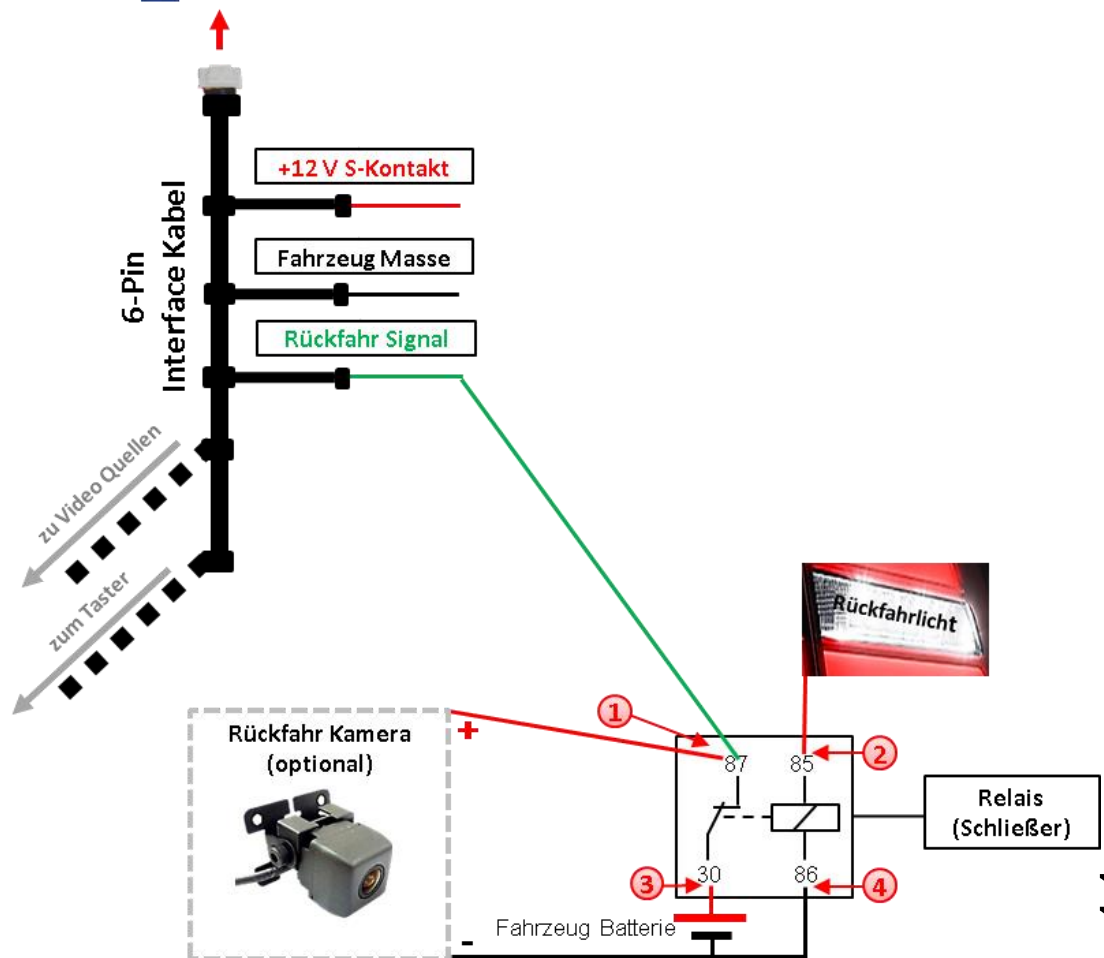 +12 V S-Kontakt
Fahrzeug Masse
Rückfahr Signal
6-Pin
Interface Kabel
zu Video Quellen
zum Taster
Rückfahrlicht
Rückfahr Kamera
(optional)
+
-
1
2
87
85
Relais
(Schließer)
3
30
86
4
Fahrzeug Batterie